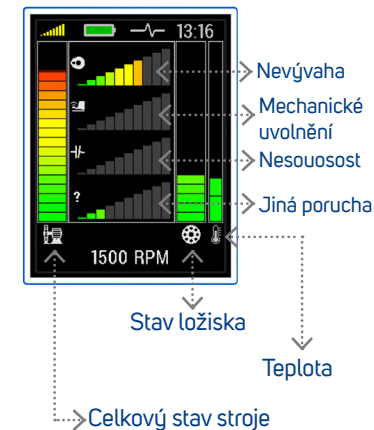 13:16
Nevývaha
Mechanické
uvolnění
Nesouosost
?
Jiná porucha
1500 RPM
Stav ložiska
Teplota
Celkový stav stroje